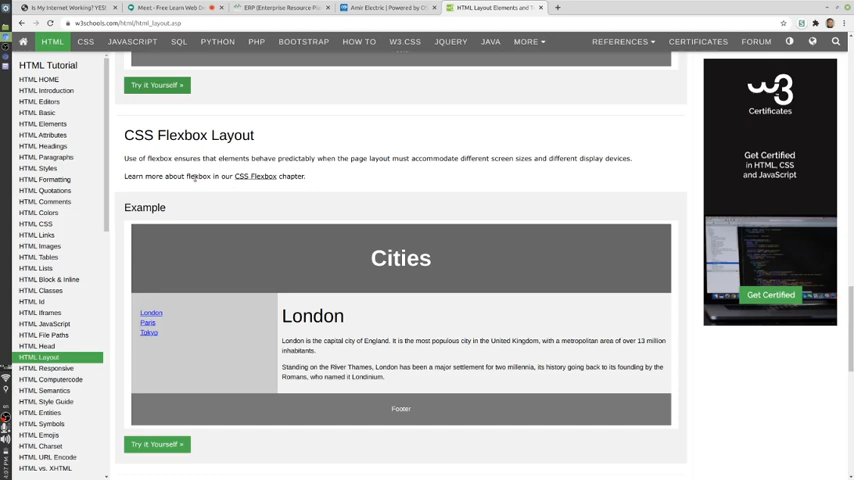 Is My Internet Working? YES!
Meet - Free Learn Web De
ERP (Enterprise Resource Pl
Amir Electric | Powered by O
HTML Layout Elements and T
w3schools.com/html/html_layout.asp
HTML CSS JAVASCRIPT SQL PYTHON PHP BOOTSTRAP HOW TO W3.CSS JQUERY JAVA MORE REFERENCES CERTIFICATES FORUM
HTML Tutorial
HTML HOME
HTML Introduction
HTML Editors
HTML Basic
HTML Elements
HTML Attributes
HTML Headings
HTML Paragraphs
HTML Styles
HTML Formatting
HTML Quotations
HTML Comments
HTML Colors
HTML CSS
HTML Links
HTML Images
HTML Tables
HTML Lists
HTML Block & Inline
HTML Classes
HTML Id
HTML Iframes
HTML JavaScript
HTML File Paths
HTML Head
HTML Layout
HTML Responsive
HTML Computercode
HTML Semantics
HTML Style Guide
HTML Entities
HTML Symbols
HTML Emojis
HTML Charset
HTML URL Encode
HTML vs. XHTML
Try it Yourself »
CSS Flexbox Layout
Use of flexbox ensures that elements behave predictably when the page layout must accommodate different screen sizes and different display devices.
Learn more about flexbox in our CSS Flexbox chapter.
Example
Cities
London
Paris
Tokyo
London
London is the capital city of England. It is the most populous city in the United Kingdom, with a metropolitan area of over 13 million
inhabitants.
Standing on the River Thames, London has been a major settlement for two millennia, its history going back to its founding by the
Romans, who named it Londinium.
Footer
Try it Yourself »
w3
Certificates
Get Certified
in HTML, CSS
and JavaScript
Get Certified
4:07 PM